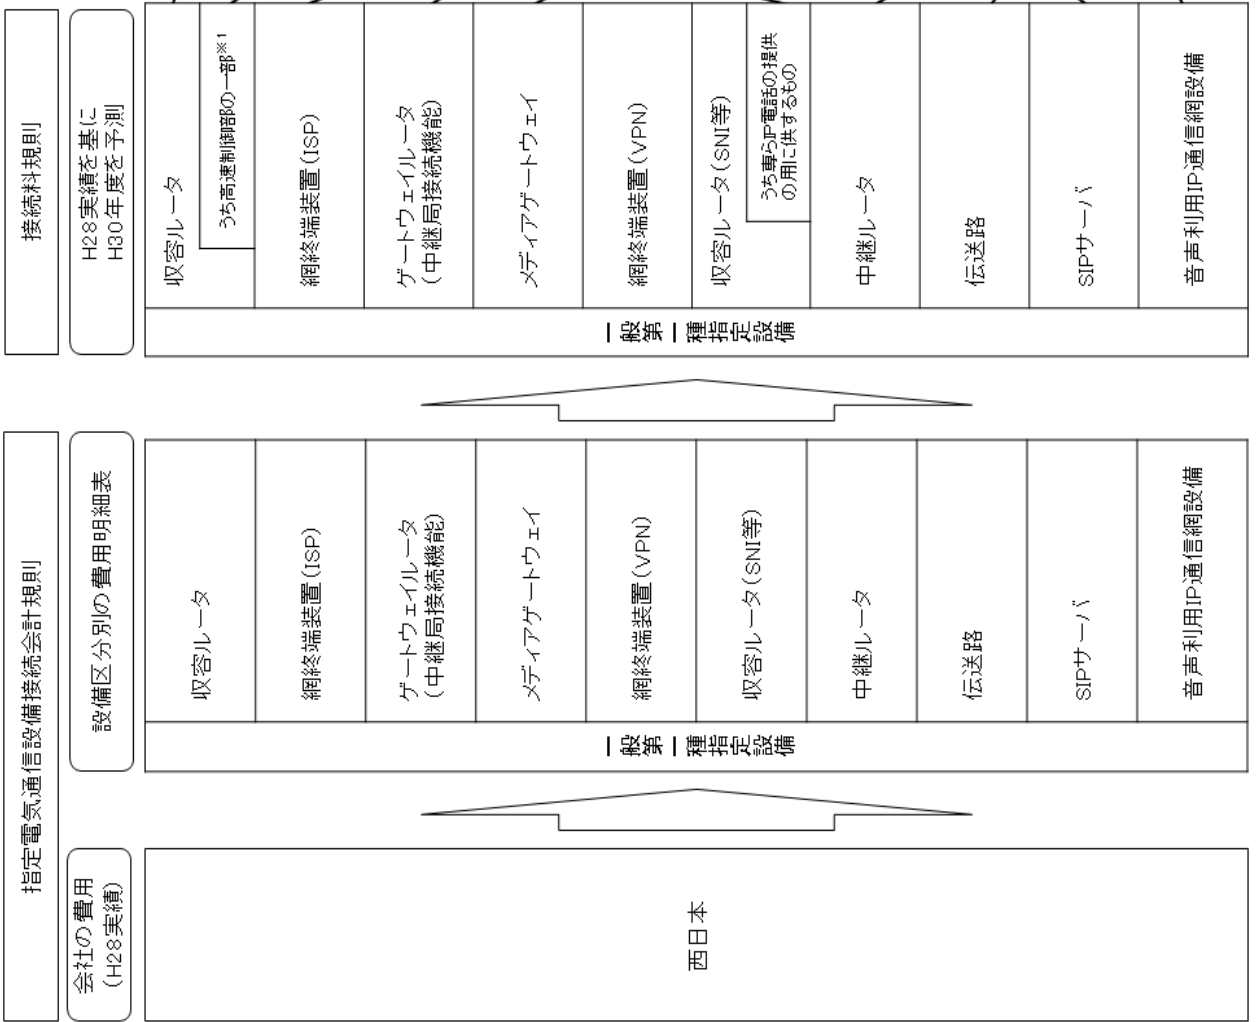 指定電気通信設備接続会計規則
接続料規則
会社の費用
(H28実績)
設備区分別の費用明細表
H28実績を基に
H30年度を予測
西日本
一般第一種指定設備
収容ルータ
網終端装置(ISP)
ゲートウェイルータ
(中継局接続機能)
メディアゲートウェイ
網終端装置(VPN)
収容ルータ(SNI等)
中継ルータ
伝送路
SIPサーバ
音声利用IP通信網設備
一般第一種指定設備
収容ルータ
うち高速制御部の一部※1
網終端装置(ISP)
ゲートウェイルータ
(中継局接続機能)
メディアゲートウェイ
網終端装置(VPN)
収容ルータ(SNI等)
うち専らIP電話の提供
の用に供するもの
中継ルータ
伝送路
SIPサーバ
音声利用IP通信網設備